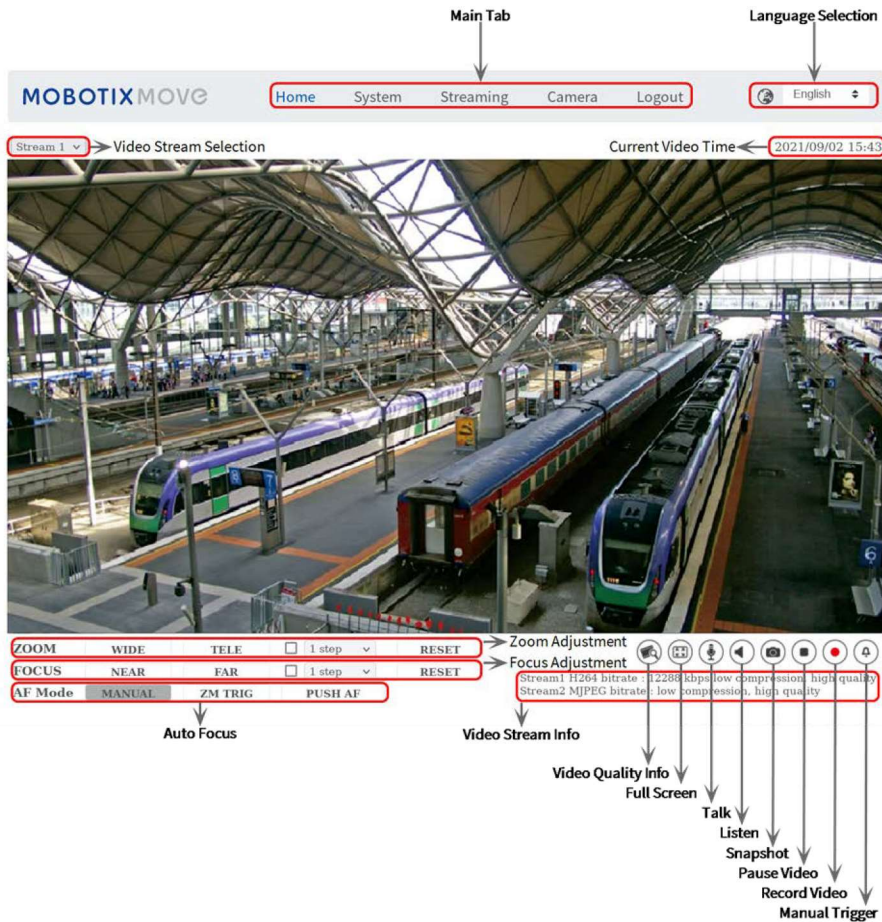 Main Tab
Language Selection
MOBOTIX MOVE
Home System Streaming Camera Logout
English
Stream 1
Video Stream Selection
Current Video Time
2021/09/02 15:43
6
ZOOM WIDE TELE 1 step RESET
Zoom Adjustment
FOCUS NEAR FAR 1 step RESET
Focus Adjustment
AF Mode MANUAL ZM TRIG PUSH AF
Stream1 H264 bitrate : 12288 kbps low compression, high quality
Stream2 MJPEG bitrate : low compression, high quality
Auto Focus
Video Stream Info
Video Quality Info
Full Screen
Talk
Listen
Snapshot
Pause Video
Record Video
Manual Trigger